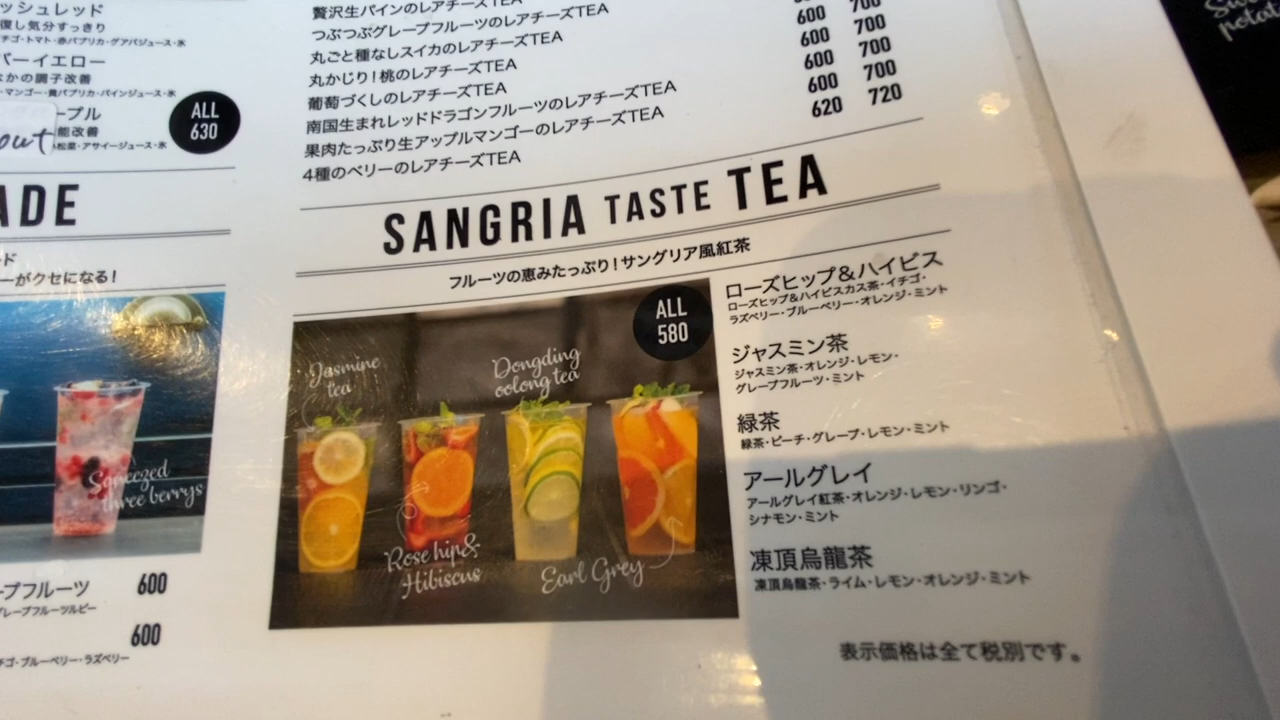 ッシュレッド
復し気分すっきり
チゴ・トマト・赤パプリカ・グアバジュース・氷
バーイエロー
なかの調子改善
・マンゴー・黄パプリカ・パインジュース・氷
ープル
能改善
松葉・アサイージュース・氷
out
ALL
630
贅沢生パインのレアチーズTEA
つぶつぶグレープフルーツのレアチーズTEA 600 700
丸ごと種なしスイカのレアチーズTEA 600 700
丸かじり!桃のレアチーズTEA 600 700
葡萄づくしのレアチーズTEA 600 700
南国生まれレッドドラゴンフルーツのレアチーズTEA 620 720
果肉たっぷり生アップルマンゴーのレアチーズTEA
4種のベリーのレアチーズTEA
ADE
ード
ーがクセになる!
Squeezed
three berrys
ープフルーツ 600
グレープフルーツルビー
600
チゴ・ブルーベリー・ラズベリー
SANGRIA TASTE TEA
フルーツの恵みたっぷり!サングリア風紅茶
ALL
580
Jasmine
tea
Dongding
oolong tea
Rose hip&
Hibiscus
Earl Grey
ローズヒップ&ハイビス
ローズヒップ&ハイビスカス茶・イチゴ・
ラズベリー・ブルーベリー・オレンジ・ミント
ジャスミン茶
ジャスミン茶・オレンジ・レモン・
グレープフルーツ・ミント
緑茶
緑茶・ピーチ・グレープ・レモン・ミント
アールグレイ
アールグレイ紅茶・オレンジ・レモン・リンゴ・
シナモン・ミント
凍頂烏龍茶
凍頂烏龍茶・ライム・レモン・オレンジ・ミント
表示価格は全て税別です。